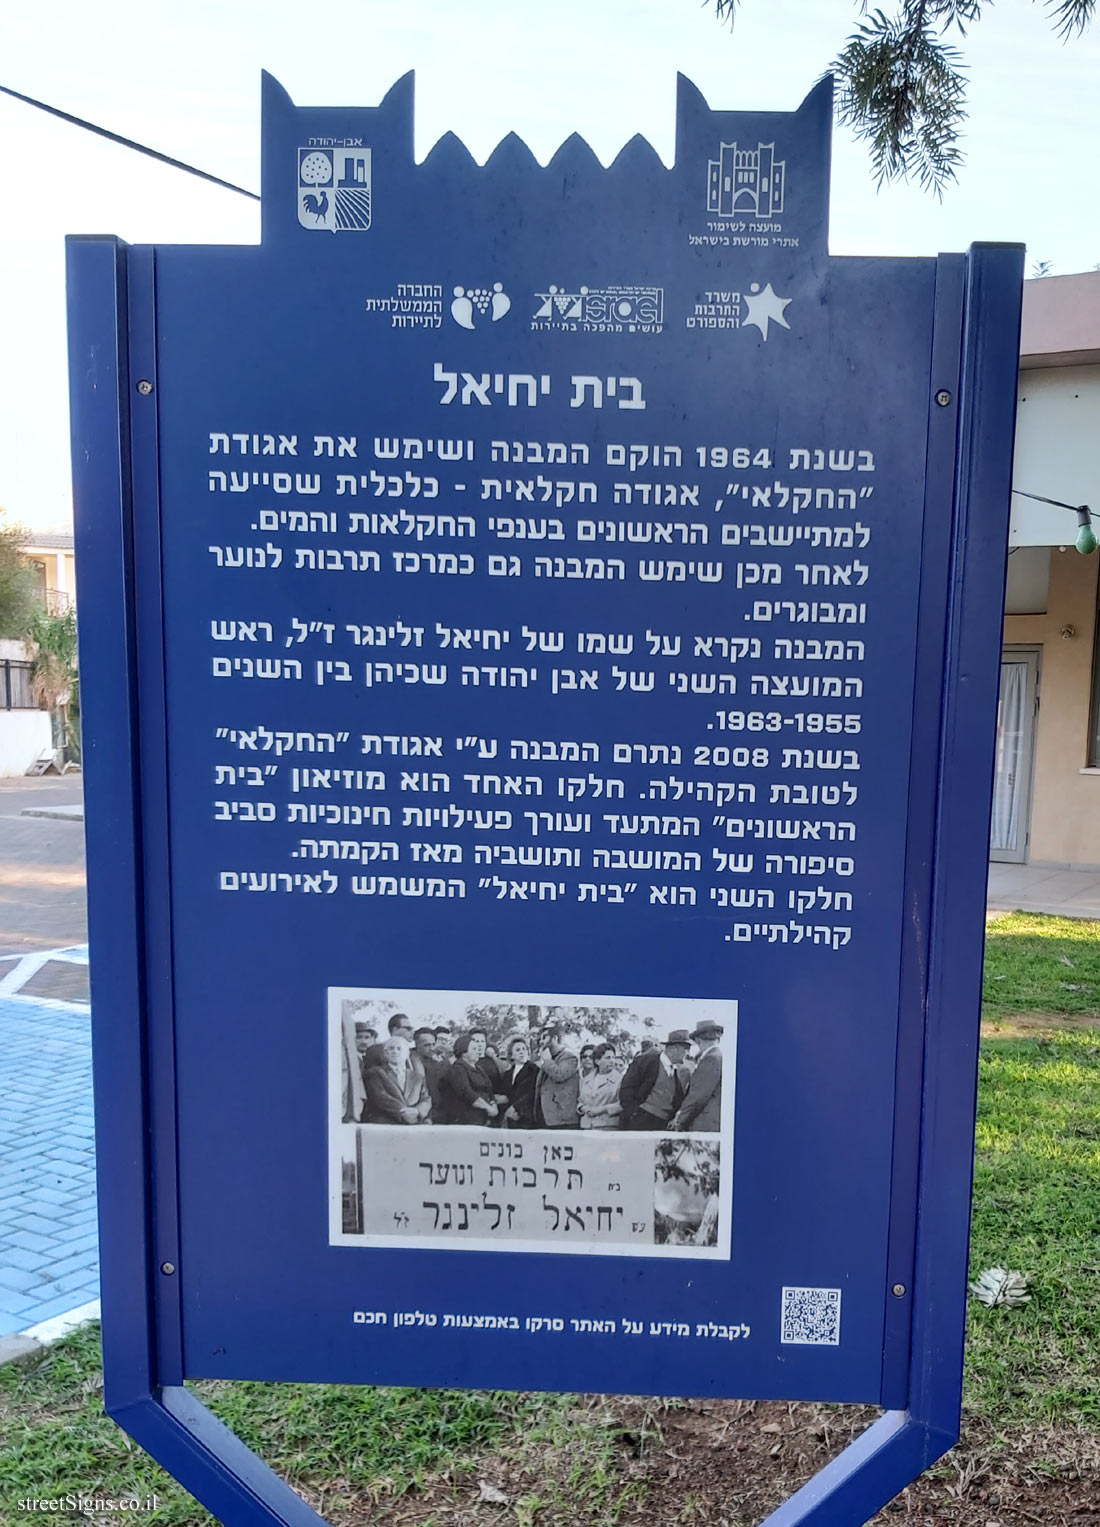 אבן-יהודה
מועצה לשימור
אתרי מורשת בישראל
משרד
התרבות
והספורט
israel
עושים מהפכה בתיירות
החברה
הממשלתית
לתיירות
בית יחיאל
בשנת 1964 הוקם המבנה ושימש את אגודת
"החקלאי", אגודה חקלאית - כלכלית שסייעה
למתיישבים הראשונים בענפי החקלאות והמים.
לאחר מכן שימש המבנה גם כמרכז תרבות לנוער
ומבוגרים.
המבנה נקרא על שמו של יחיאל זלינגר ז"ל, ראש
המועצה השני של אבן יהודה שכיהן בין השנים
1963-1955.
בשנת 2008 נתרם המבנה ע"י אגודת "החקלאי"
לטובת הקהילה. חלקו האחד הוא מוזיאון "בית
הראשונים" המתעד ועורך פעילויות חינוכיות סביב
סיפורה של המושבה ותושביה מאז הקמתה.
חלקו השני הוא "בית יחיאל" המשמש לאירועים
קהילתיים.
כאן בונים
בית תרבות ונוער
ע"ש יחיאל זלינגר ז"ל
לקבלת מידע על האתר סרקו באמצעות טלפון חכם
streetSigns.co.il